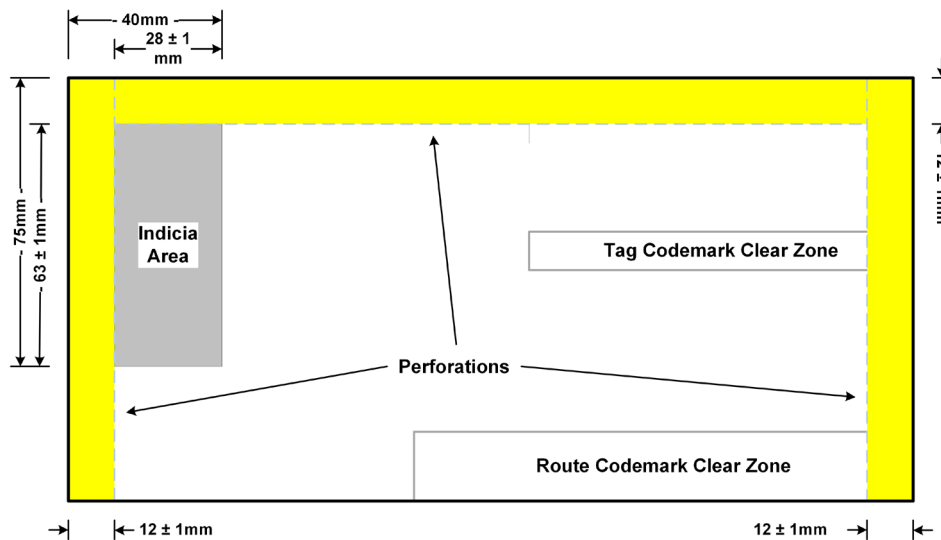 40mm
28 ± 1
mm
75mm
63 ± 1mm
Indicia
Area
Tag Codemark Clear Zone
Perforations
Route Codemark Clear Zone
12 ± 1mm
12 ± 1mm